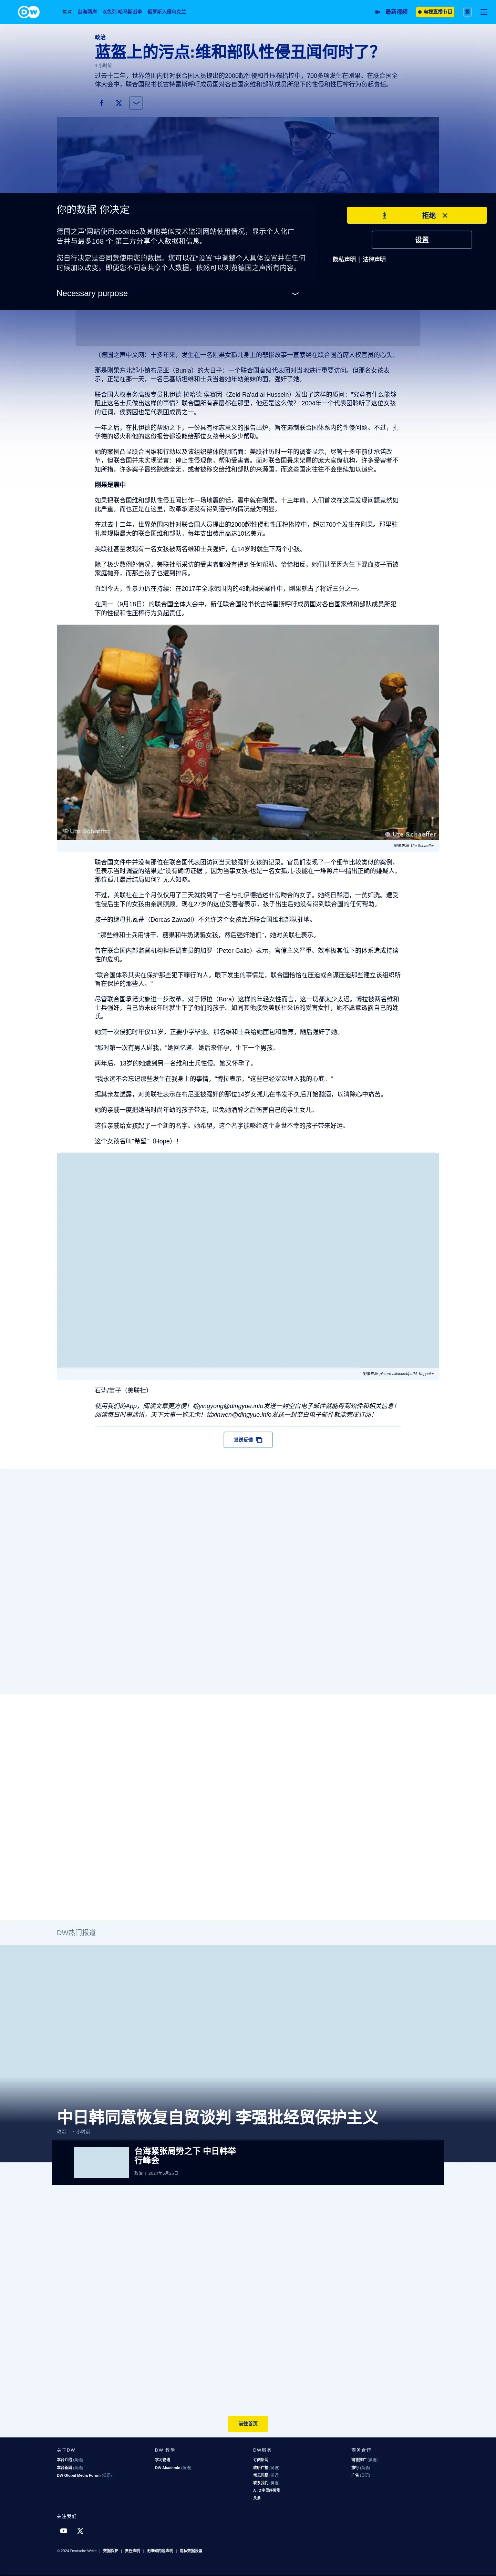 DW
焦点 台海两岸 以色列-哈马斯战争 俄罗斯入侵乌克兰
最新视频
电视直播节目
繁
政治
蓝盔上的污点:维和部队性侵丑闻何时了？
4 小时前
过去十二年，世界范围内针对联合国人员提出的2000起性侵和性压榨指控中，700多项发生在刚果。在联合国全
体大会中，联合国秘书长古特雷斯呼吁成员国对各自国家维和部队成员所犯下的性侵和性压榨行为负起责任。
你的数据 你决定
德国之声'网站使用cookies及其他类似技术监测网站使用情况，显示个人化广
告并与最多168 个;第三方分享个人数据和信息。
您自行决定是否同意使用您的数据。您可以在“设置”中调整个人具体设置并在任何
时候加以改变。即便您不同意共享个人数据，依然可以浏览德国之声所有内容。
Necessary purpose
拒绝
设置
隐私声明 | 法律声明
（德国之声中文网）十多年来，发生在一名刚果女孤儿身上的悲惨故事一直萦绕在联合国首席人权官员的心头。
那是刚果东北部小镇布尼亚（Bunia）的大日子：一个联合国高级代表团对当地进行重要访问。但那名女孩表
示，正是在那一天，一名巴基斯坦维和士兵当着她年幼弟妹的面，强奸了她。
联合国人权事务高级专员扎伊德·拉哈德·侯赛因（Zeid Ra'ad al Hussein）发出了这样的质问："究竟有什么能够
阻止这名士兵做出这样的事情？联合国所有高层都在那里，他还是这么做？"2004年一个代表团聆听了这位女孩
的证词，侯赛因也是代表团成员之一。
一年之后，在扎伊德的帮助之下，一份具有标志意义的报告出炉，旨在遏制联合国体系内的性侵问题。不过，扎
伊德的怒火和他的这份报告都没能给那位女孩带来多少帮助。
她的案例凸显联合国维和行动以及该组织整体的阴暗面：美联社历时一年的调查显示，尽管十多年前便承诺改
革，但联合国并未实现诺言：停止性侵现象，帮助受害者。面对联合国叠床架屋的庞大官僚机构，许多受害者不
知所措。许多案子最终踪迹全无，或者被移交给维和部队的来源国，而这些国家往往不会继续加以追究。
刚果是重中
如果把联合国维和部队性侵丑闻比作一场地震的话，震中就在刚果。十三年前，人们首次在这里发现问题竟然如
此严重。而也正是在这里，改革承诺没有得到遵守的情况最为明显。
在过去十二年，世界范围内针对联合国人员提出的2000起性侵和性压榨指控中，超过700个发生在刚果。那里驻
扎着规模最大的联合国维和部队，每年支出费用高达10亿美元。
美联社甚至发现有一名女孩被两名维和士兵强奸，在14岁时就生下两个小孩。
除了极少数例外情况，美联社所采访的受害者都没有得到任何帮助。恰恰相反，她们甚至因为生下混血孩子而被
家庭抛弃，而那些孩子也遭到排斥。
直到今天，性暴力仍在持续：在2017年全球范围内的43起相关案件中，刚果就占了将近三分之一。
在周一（9月18日）的联合国全体大会中，新任联合国秘书长古特雷斯呼吁成员国对各自国家维和部队成员所犯
下的性侵和性压榨行为负起责任。
© Ute Schaeffer
© Ute Schaeffer
图像来源: Ute Schaeffer
联合国文件中并没有那位在联合国代表团访问当天被强奸女孩的记录。官员们发现了一个细节比较类似的案例，
但表示当时调查的结果是"没有确切证据"，因为当事女孩-也是一名女孤儿-没能在一堆照片中指出正确的嫌疑人。
那位孤儿最后结局如何？无人知晓。
不过，美联社在上个月仅仅用了三天就找到了一名与扎伊德描述非常吻合的女子。她终日酗酒，一贫如洗。遭受
性侵后生下的女孩由亲属照顾。现在27岁的这位受害者表示，孩子出生后她没有得到联合国的任何帮助。
孩子的继母扎瓦蒂（Dorcas Zawadi）不允许这个女孩靠近联合国维和部队驻地。
"那些维和士兵用饼干、糖果和牛奶诱骗女孩，然后强奸她们"，她对美联社表示。
曾在联合国内部监督机构担任调查员的加罗（Peter Gallo）表示，官僚主义严重、效率极其低下的体系造成持续
性的危机。
"联合国体系其实在保护那些犯下罪行的人。眼下发生的事情是，联合国恰恰在压迫或合谋压迫那些建立该组织所
旨在保护的那些人。"
尽管联合国承诺实施进一步改革，对于博拉（Bora）这样的年轻女性而言，这一切都太少太迟。博拉被两名维和
士兵强奸，自己尚未成年时就生下了他们的孩子。如同其他接受美联社采访的受害女性，她不愿意透露自己的姓
氏。
她第一次侵犯时年仅11岁，正要小学毕业。那名维和士兵给她面包和香蕉，随后强奸了她。
"那时第一次有男人碰我，"她回忆道。她后来怀孕，生下一个男孩。
两年后，13岁的她遭到另一名维和士兵性侵。她又怀孕了。
"我永远不会忘记那些发生在我身上的事情，"博拉表示，"这些已经深深埋入我的心底。"
据其亲友透露，对美联社表示在布尼亚被强奸的那位14岁女孤儿在事发不久后开始酗酒，以消除心中痛苦。
她的亲戚一度把她当时尚年幼的孩子带走，以免她酒醉之后伤害自己的亲生女儿。
这位亲戚给女孩起了一个新的名字，她希望，这个名字能够给这个身世不幸的孩子带来好运。
这个女孩名叫"希望"（Hope）！
图像来源: picture-alliance/dpa/M. Kappeler
石涛/苗子（美联社）
使用我们的App，阅读文章更方便！给yingyong@dingyue.info发送一封空白电子邮件就能得到软件和相关信息！
阅读每日时事通讯，天下大事一览无余！给xinwen@dingyue.info发送一封空白电子邮件就能完成订阅！
发送反馈
DW热门报道
中日韩同意恢复自贸谈判 李强批经贸保护主义
政治 | 7 小时前
台海紧张局势之下 中日韩举
行峰会
政治 | 2024年5月26日
前往首页
关于DW
本台介绍 (英语)
本台新闻 (英语)
DW Global Media Forum (英语)
DW 教學
学习德语
DW Akademie (英语)
DW服务
订阅新闻
收听广播 (英语)
常见问题 (英语)
联系我们 (英语)
A - Z字母序索引
头条
商务合作
销售推广 (英语)
旅行 (英语)
广告 (英语)
关注我们
© 2024 Deutsche Welle | 数据保护 | 责任声明 | 无障碍内容声明 | 隐私数据设置